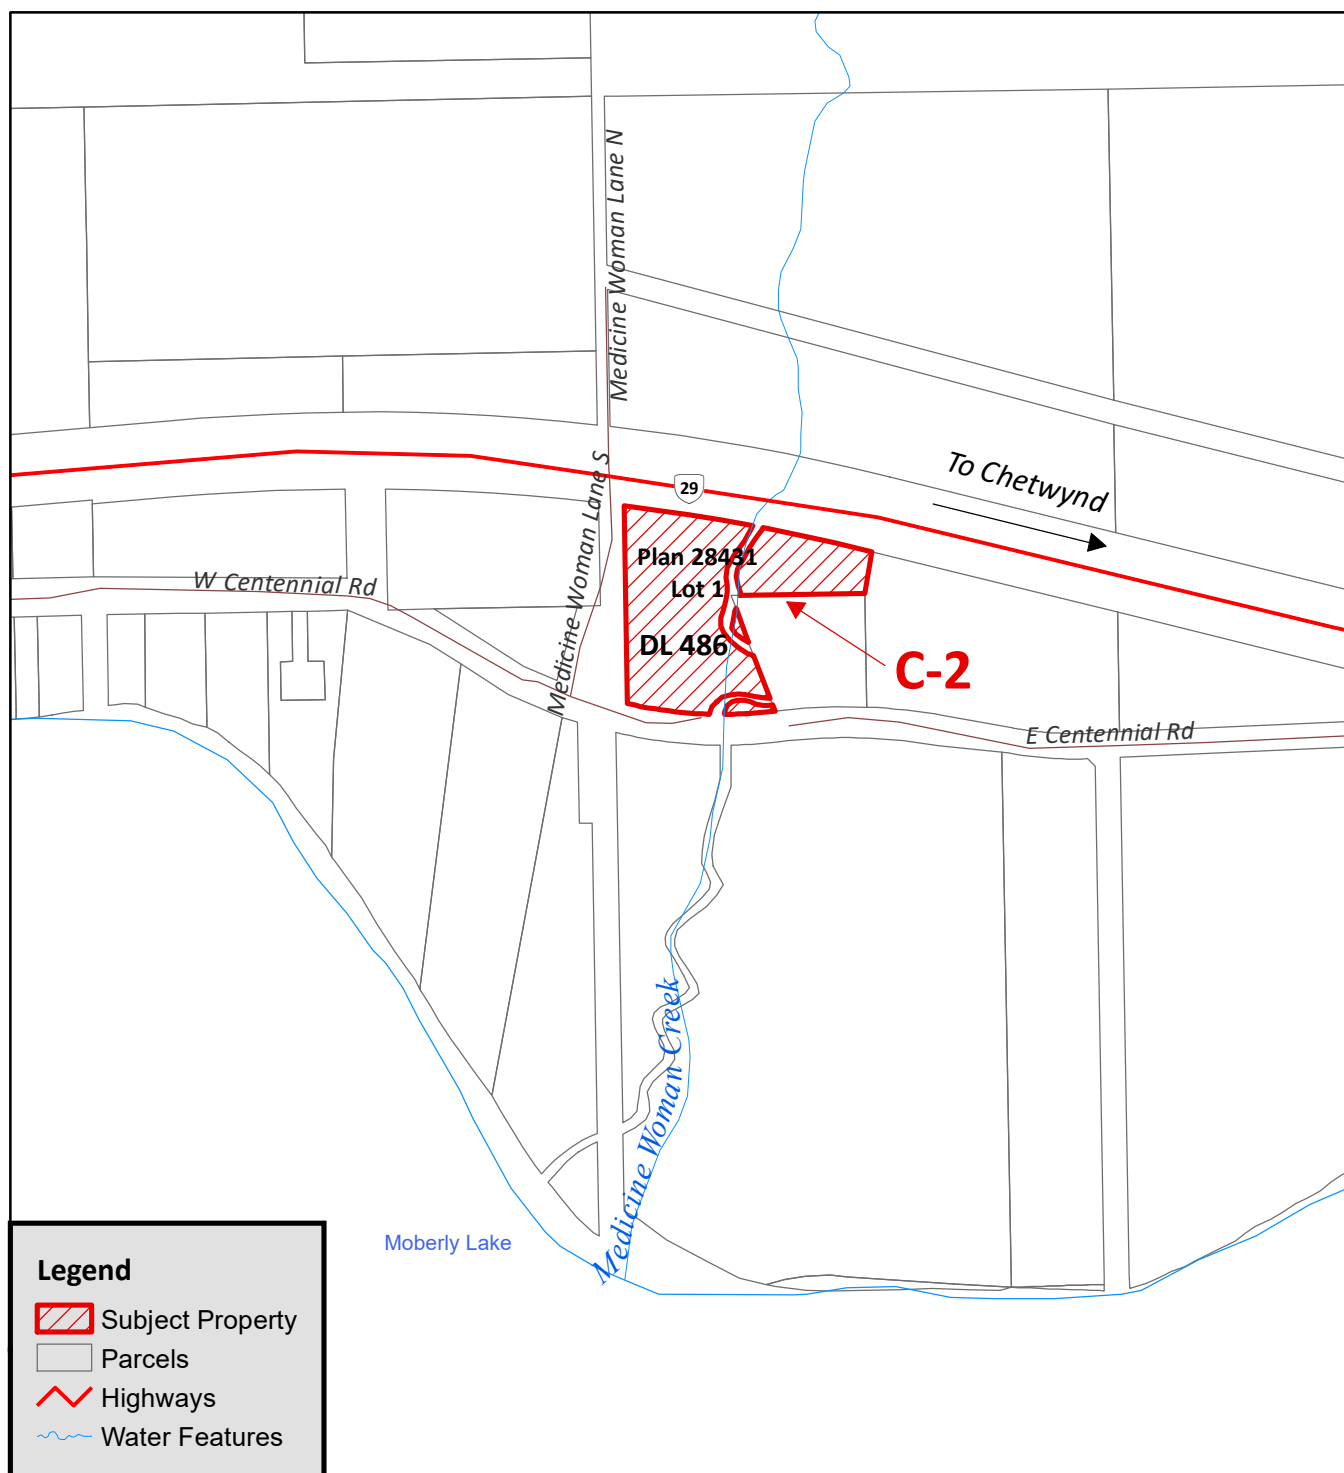 Medicine Woman Lane N
To Chetwynd
29
Medicine Woman Lane S
Plan 28431
Lot 1
W Centennial Rd
DL 486
C-2
E Centennial Rd
Medicine Woman Creek
Moberly Lake
Legend
Subject Property
Parcels
Highways
Water Features